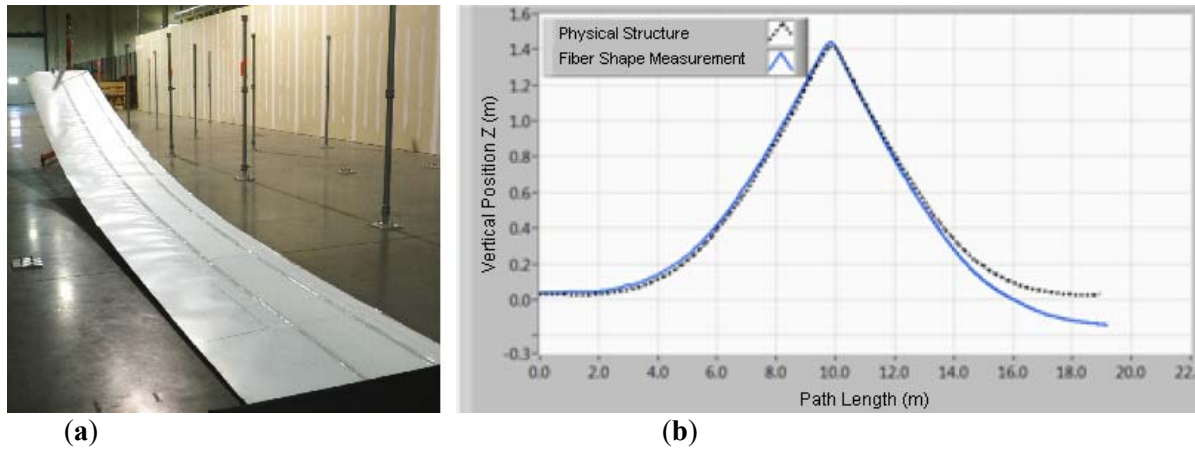 1.6
1.4
1.2
1.0
0.8
0.6
0.4
0.2
0.0
-0.3
Vertical Position Z (m)
Physical Structure
Fiber Shape Measurement
0.0 2.0 4.0 6.0 8.0 10.0 12.0 14.0 16.0 18.0 20.0 22.
Path Length (m)
(a) (b)